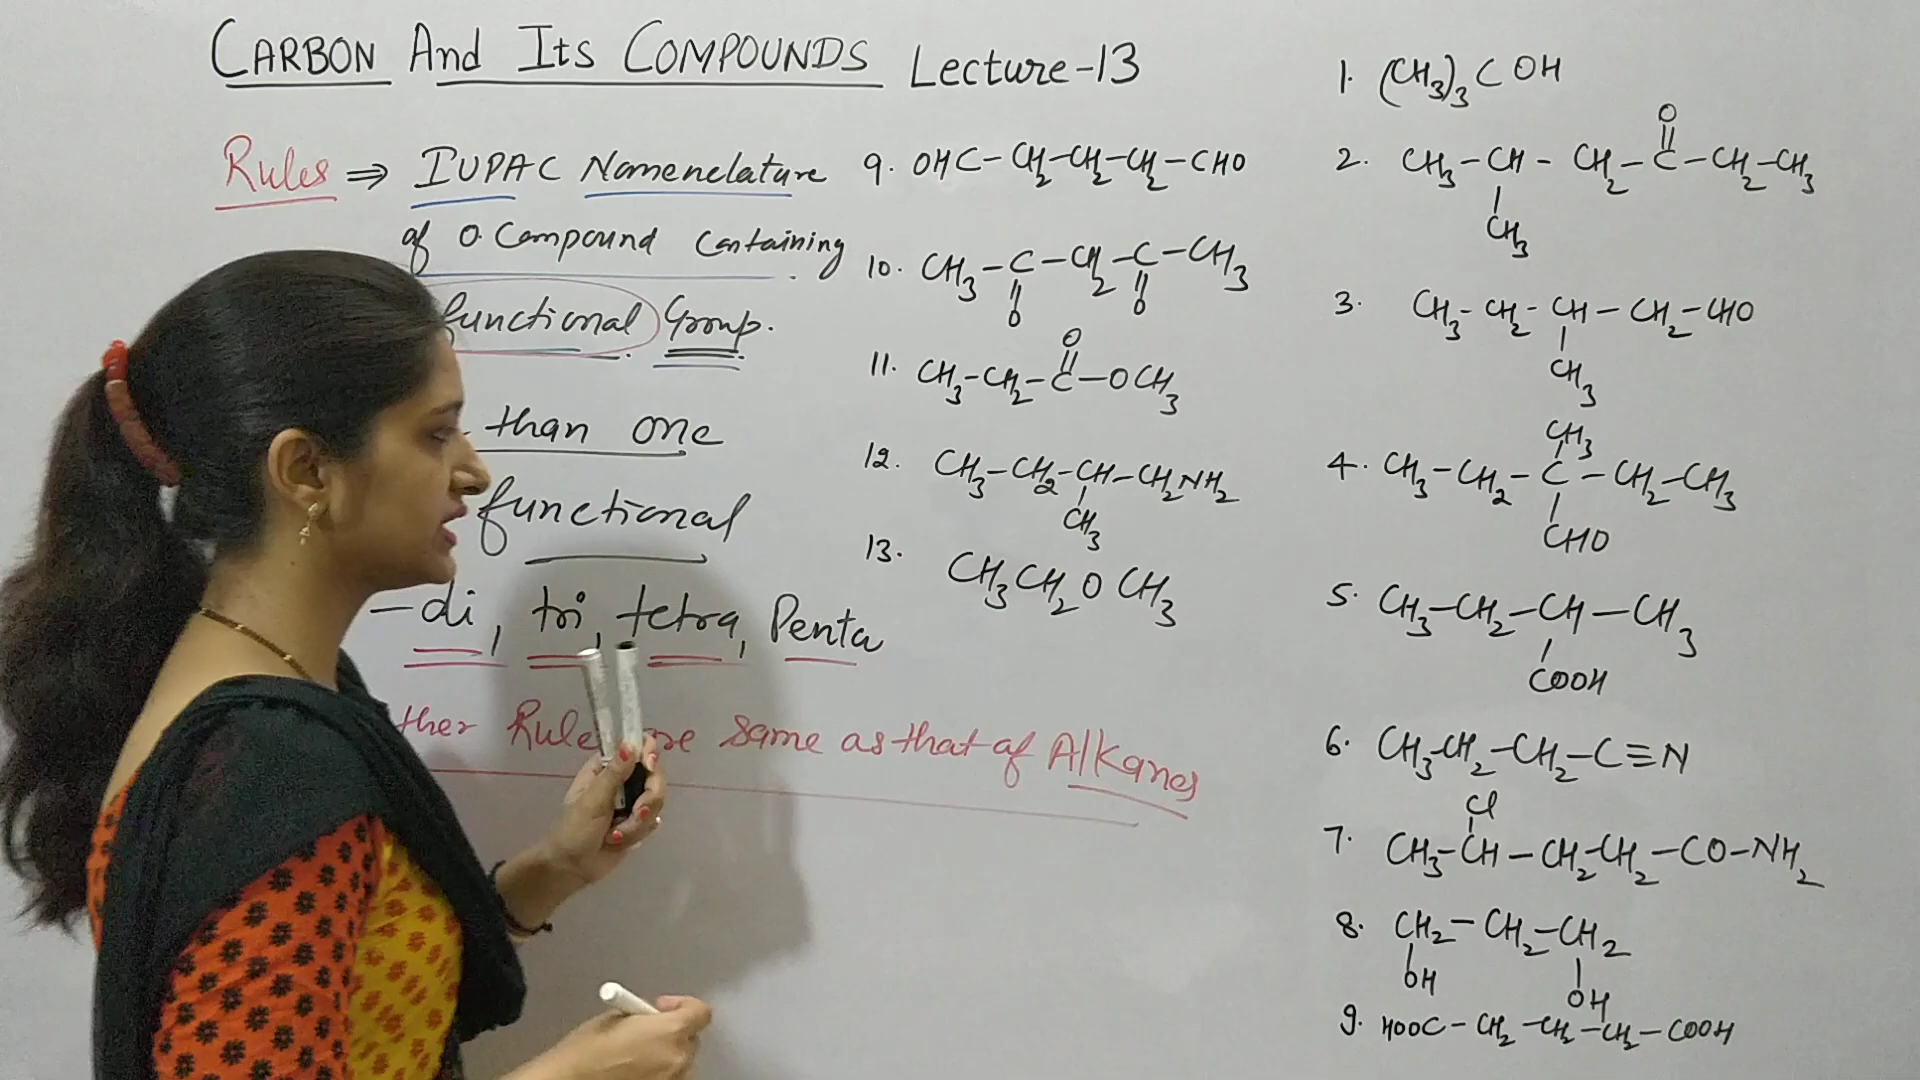 CARBON And Its COMPOUNDS Lecture-13
Rules ⇒ IUPAC Nomenclature
of a Compound Containing
functional Group.
than one
functional
-di, tri, tetra, Penta
ther Rule re same as that of Alkanes
9. OHC-CH2-CH2-CH2-CHO
10. CH3-C-CH2-C-CH3
|| ||
O O
O
||
11. CH3-CH2-C-OCH3
12. CH3-CH2-CH-CH2NH2
|
CH3
13. CH3CH2OCH3
1. (CH3)3COH
O
||
2. CH3-CH-CH2-C-CH2-CH3
|
CH3
3. CH3-CH2-CH-CH2-CHO
|
CH3
CH3
|
4. CH3-CH2-C-CH2-CH3
|
CHO
5. CH3-CH2-CH-CH3
|
COOH
6. CH3CH2-CH2-C≡N
Cl
|
7. CH3-CH-CH2-CH2-CO-NH2
8. CH2-CH2-CH2
| |
OH OH
9. HOOC-CH2-CH2-CH2-COOH